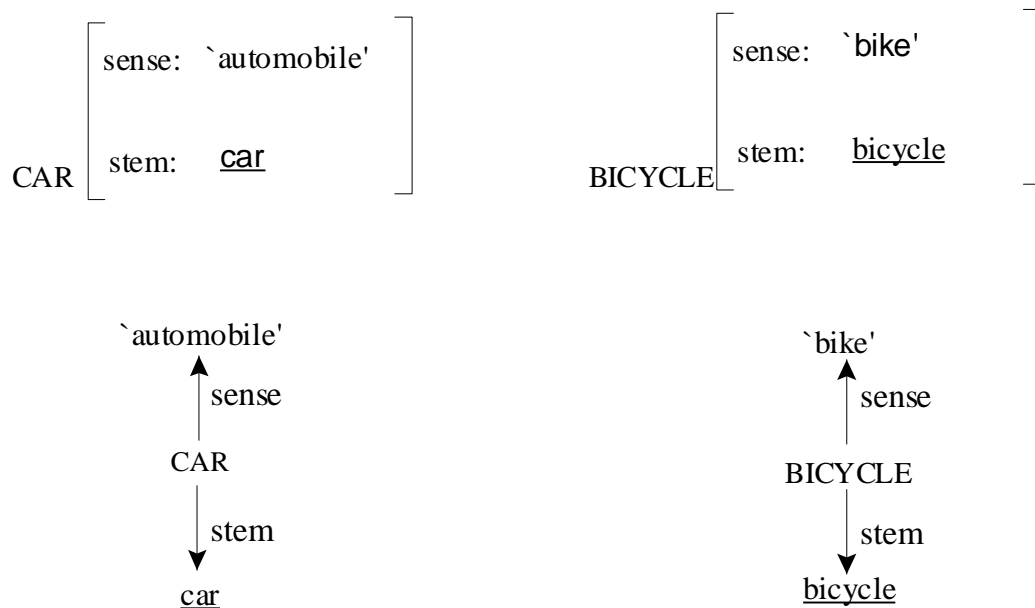 sense: `automobile'
stem: car
CAR
sense: `bike'
stem: bicycle
BICYCLE
`automobile'
sense
CAR
stem
car
`bike'
sense
BICYCLE
stem
bicycle